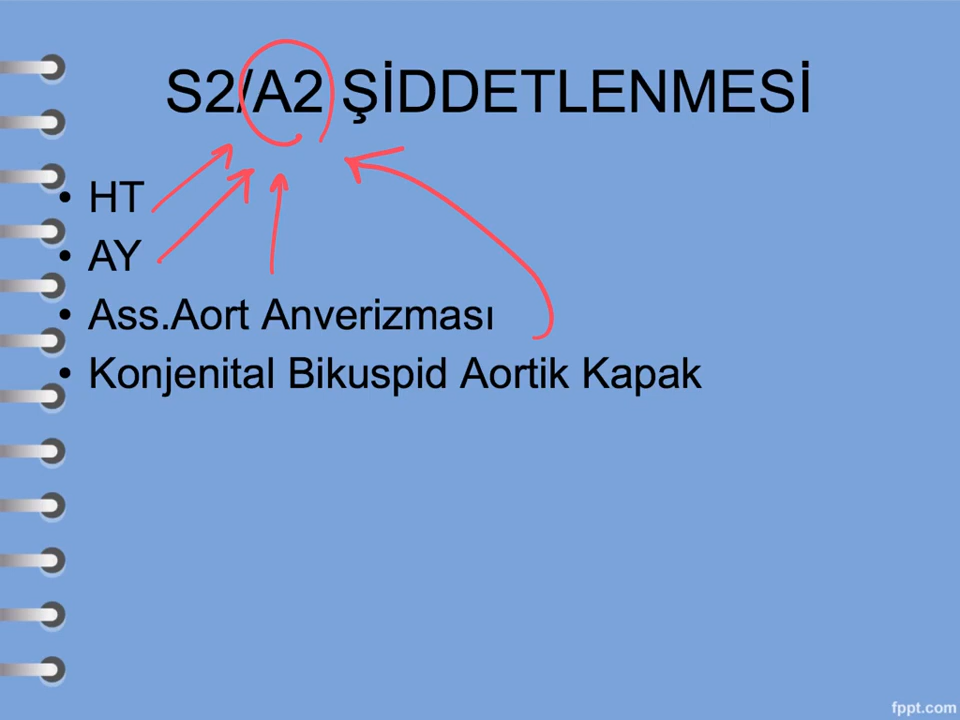 S2/A2 ŞİDDETLENMESİ
• HT
• AY
• Ass.Aort Anverizması
• Konjenital Bikuspid Aortik Kapak
fppt.com